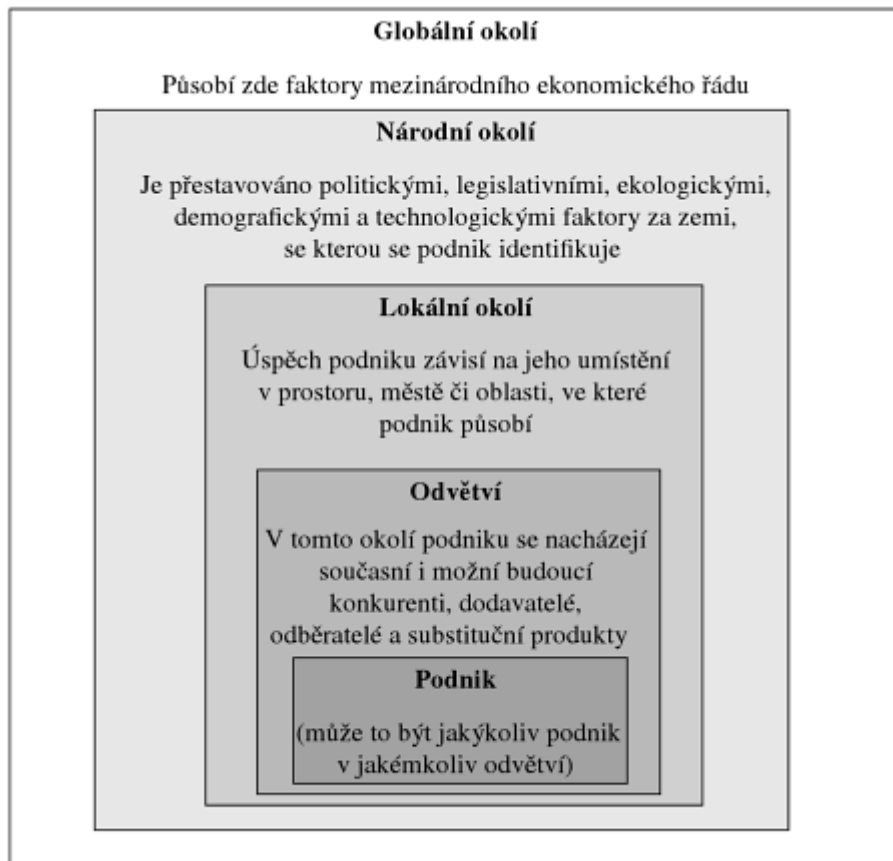 Globální okolí
Působí zde faktory mezinárodního ekonomického řádu
Národní okolí
Je přestavováno politickými, legislativními, ekologickými,
demografickými a technologickými faktory za zemi,
se kterou se podnik identifikuje
Lokální okolí
Úspěch podniku závisí na jeho umístění
v prostoru, městě či oblasti, ve které
podnik působí
Odvětví
V tomto okolí podniku se nacházejí
současní i možní budoucí
konkurenti, dodavatelé,
odběratelé a substituční produkty
Podnik
(může to být jakýkoliv podnik
v jakémkoliv odvětví)